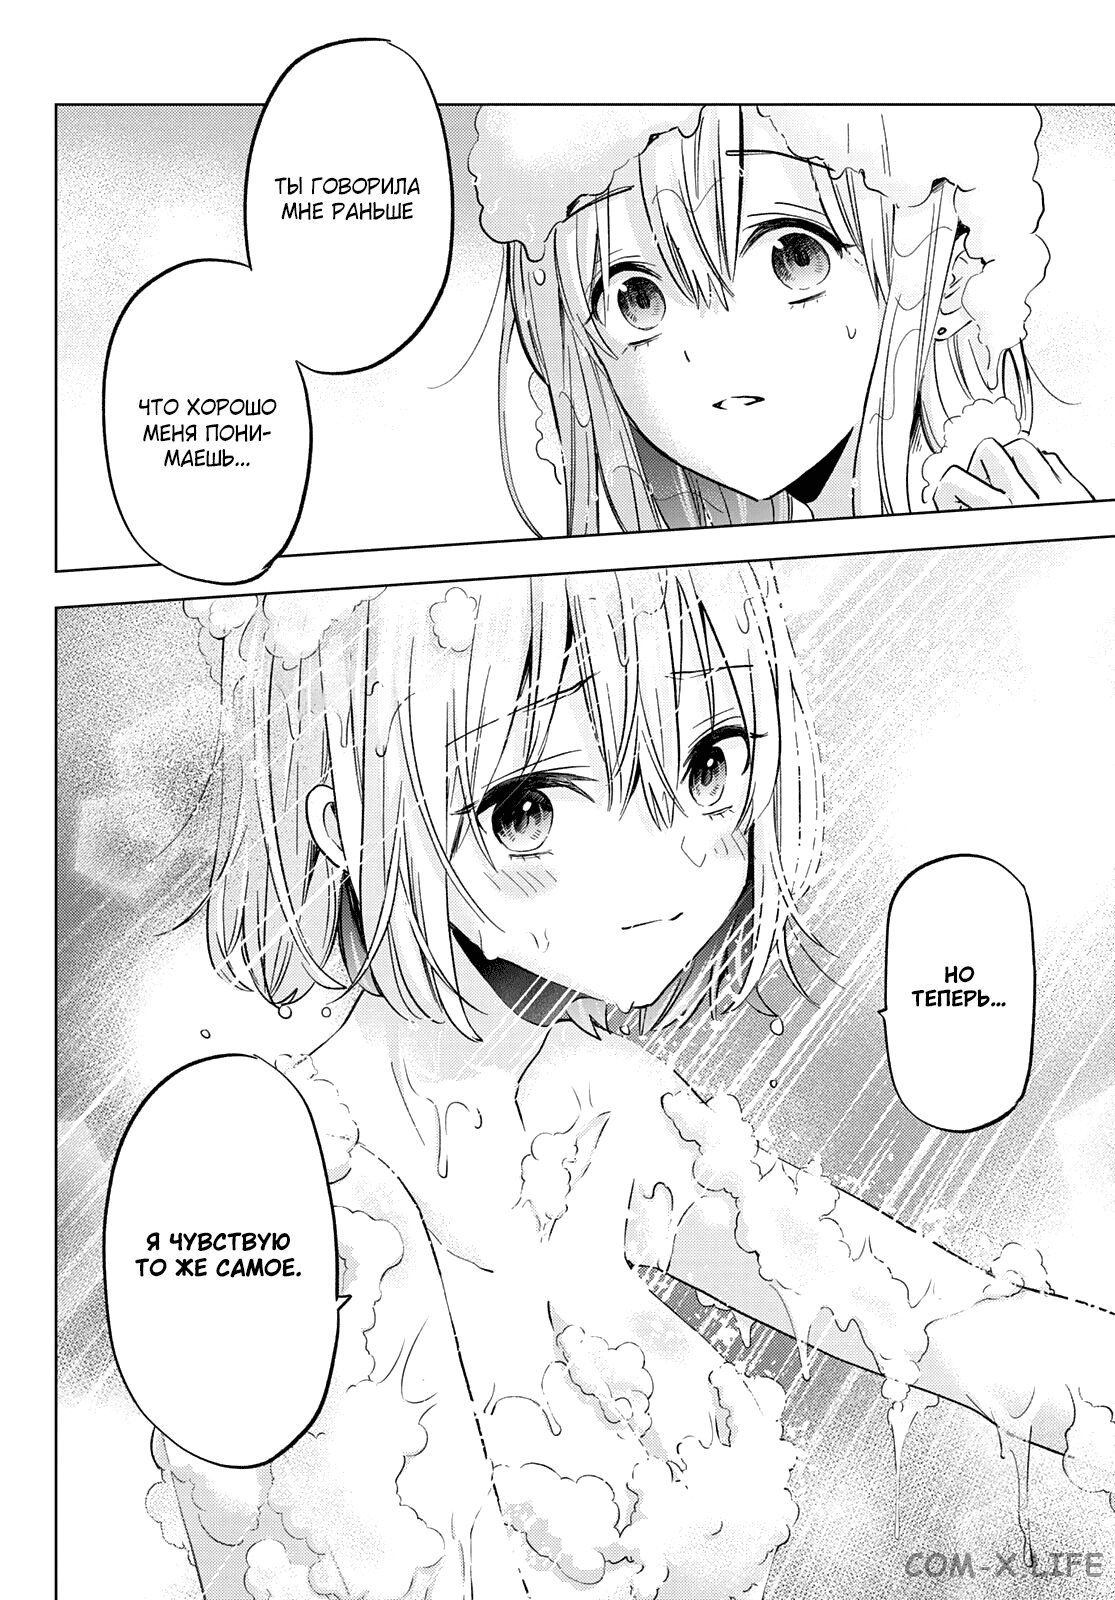 ТЫ ГОВОРИЛА
МНЕ РАНЬШЕ
ЧТО ХОРОШО
МЕНЯ ПОНИ-
МАЕШЬ...
НО
ТЕПЕРЬ...
Я ЧУВСТВУЮ
ТО ЖЕ САМОЕ.
COM-X LIFE